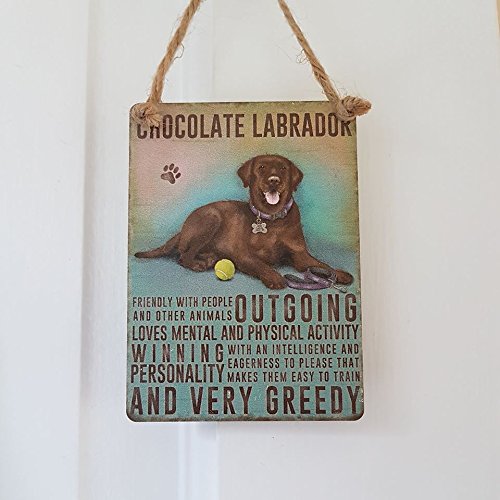 CHOCOLATE LABRADOR
FRIENDLY WITH PEOPLE
AND OTHER ANIMALS
OUTGOING
LOVES MENTAL AND PHYSICAL ACTIVITY
WINNING
PERSONALITY
WITH AN INTELLIGENCE AND
EAGERNESS TO PLEASE THAT
MAKES THEM EASY TO TRAIN
AND VERY GREEDY